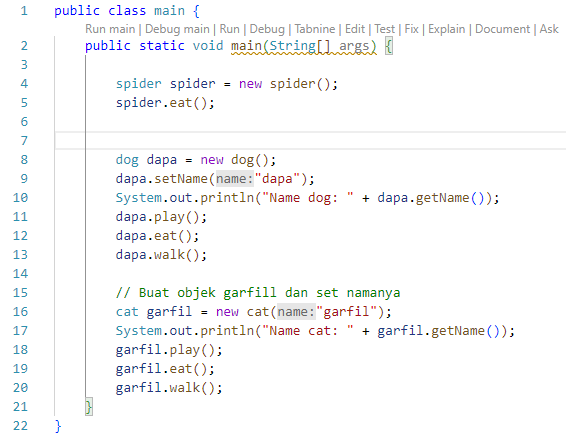 1 public class main {
Run main | Debug main | Run | Debug | Tabnine | Edit | Test | Fix | Explain | Document | Ask
2 public static void main(String[] args) {
3
4 spider spider = new spider();
5 spider.eat();
6
7
8 dog dapa = new dog();
9 dapa.setName(name:"dapa");
10 System.out.println("Name dog: " + dapa.getName());
11 dapa.play();
12 dapa.eat();
13 dapa.walk();
14
15 // Buat objek garfill dan set namanya
16 cat garfil = new cat(name:"garfil");
17 System.out.println("Name cat: " + garfil.getName());
18 garfil.play();
19 garfil.eat();
20 garfil.walk();
21 }
22 }